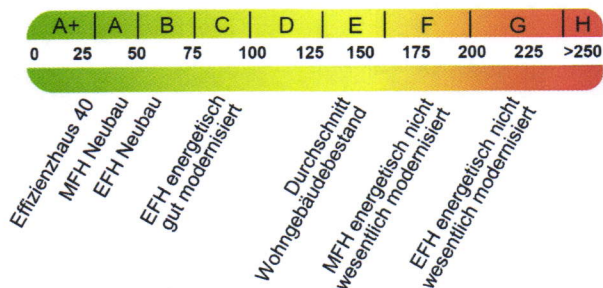 A+ A B C D E F G H
0 25 50 75 100 125 150 175 200 225 >250
Effizienzhaus 40
MFH Neubau
EFH Neubau
EFH energetisch
gut modernisiert
Durchschnitt
Wohngebäudebestand
MFH energetisch nicht
wesentlich modernisiert
EFH energetisch nicht
wesentlich modernisiert